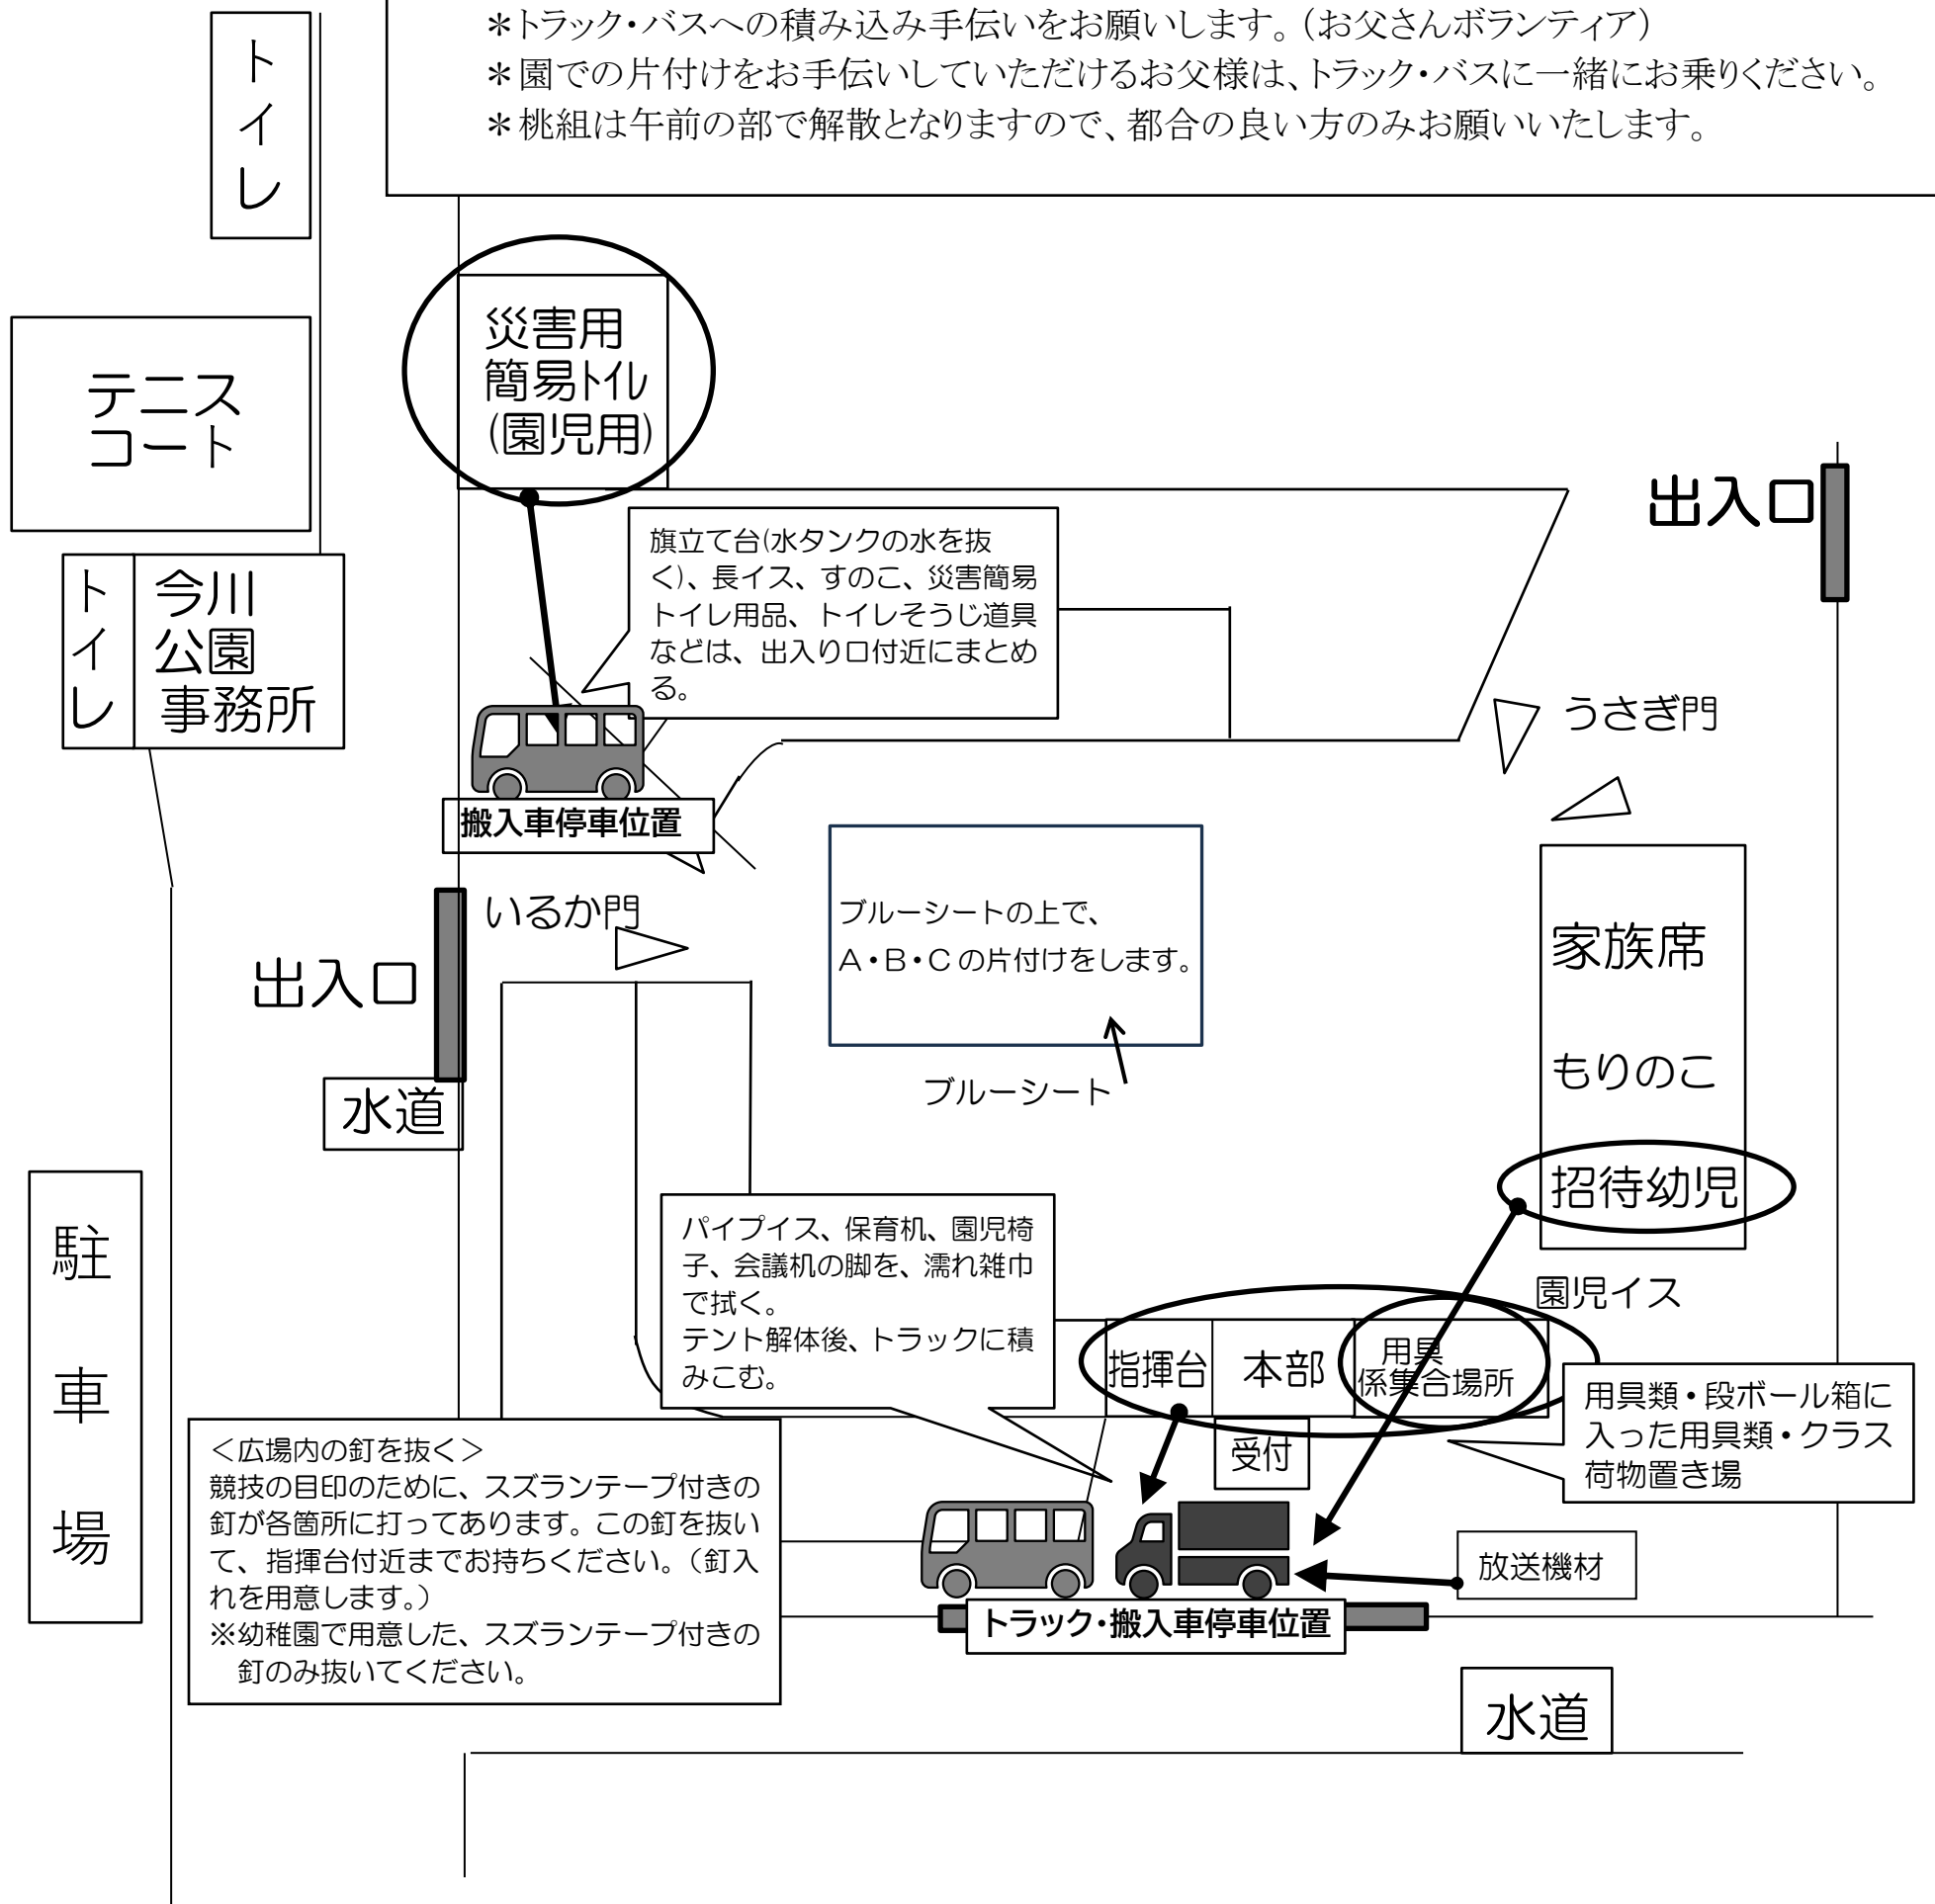 ＊トラック・バスへの積み込み手伝いをお願いします。（お父さんボランティア）
＊園での片付けをお手伝いしていただけるお父様は、トラック・バスに一緒にお乗りください。
＊桃組は午前の部で解散となりますので、都合の良い方のみお願いいたします。
トイレ
災害用
簡易トイレ
(園児用)
テニス
コート
出入口
旗立て台(水タンクの水を抜
く)、長イス、すのこ、災害簡易
トイレ用品、トイレそうじ道具
などは、出入り口付近にまとめ
る。
トイレ
今川
公園
事務所
うさぎ門
搬入車停車位置
いるか門
ブルーシートの上で、
A・B・Cの片付けをします。
家族席
出入口
もりのこ
ブルーシート
水道
招待幼児
駐車場
パイプイス、保育机、園児椅
子、会議机の脚を、濡れ雑巾
で拭く。
テント解体後、トラックに積
みこむ。
園児イス
指揮台
本部
用具
係集合場所
用具類・段ボール箱に
入った用具類・クラス
荷物置き場
受付
＜広場内の釘を抜く＞
競技の目印のために、スズランテープ付きの
釘が各箇所に打ってあります。この釘を抜い
て、指揮台付近までお持ちください。（釘入
れを用意します。）
※幼稚園で用意した、スズランテープ付きの
釘のみ抜いてください。
放送機材
トラック・搬入車停車位置
水道